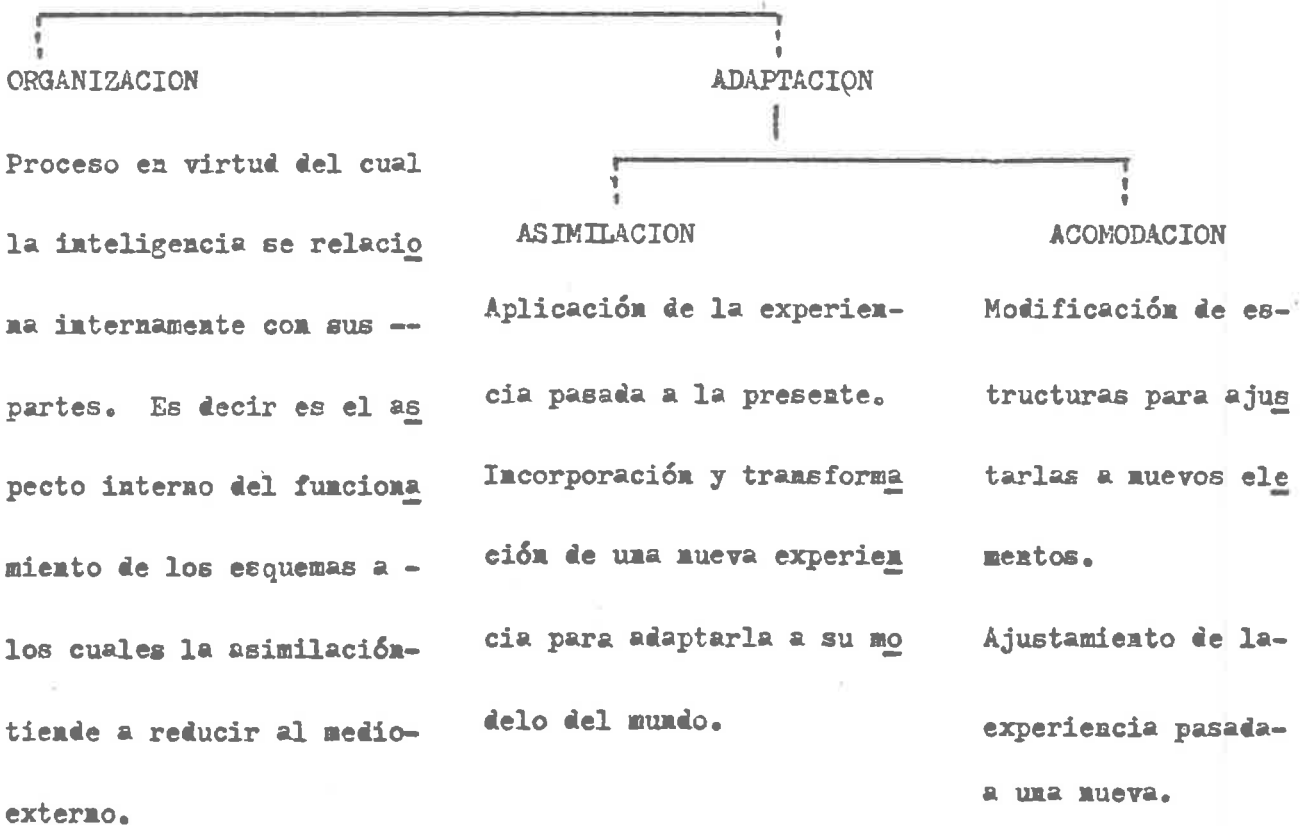 ORGANIZACION
Proceso en virtud del cual
la inteligencia se relacio
na internamente con sus --
partes. Es decir es el as
pecto interno del funciona
miento de los esquemas a -
los cuales la asimilación-
tiende a reducir al medio-
externo.
ADAPTACION
ASIMILACION
Aplicación de la experien-
cia pasada a la presente.
Incorporación y transforma
ción de una nueva experien
cia para adaptarla a su mo
delo del mundo.
ACOMODACION
Modificación de es-
tructuras para ajus
tarlas a nuevos ele
mentos.
Ajustamiento de la-
experiencia pasada-
a una nueva.